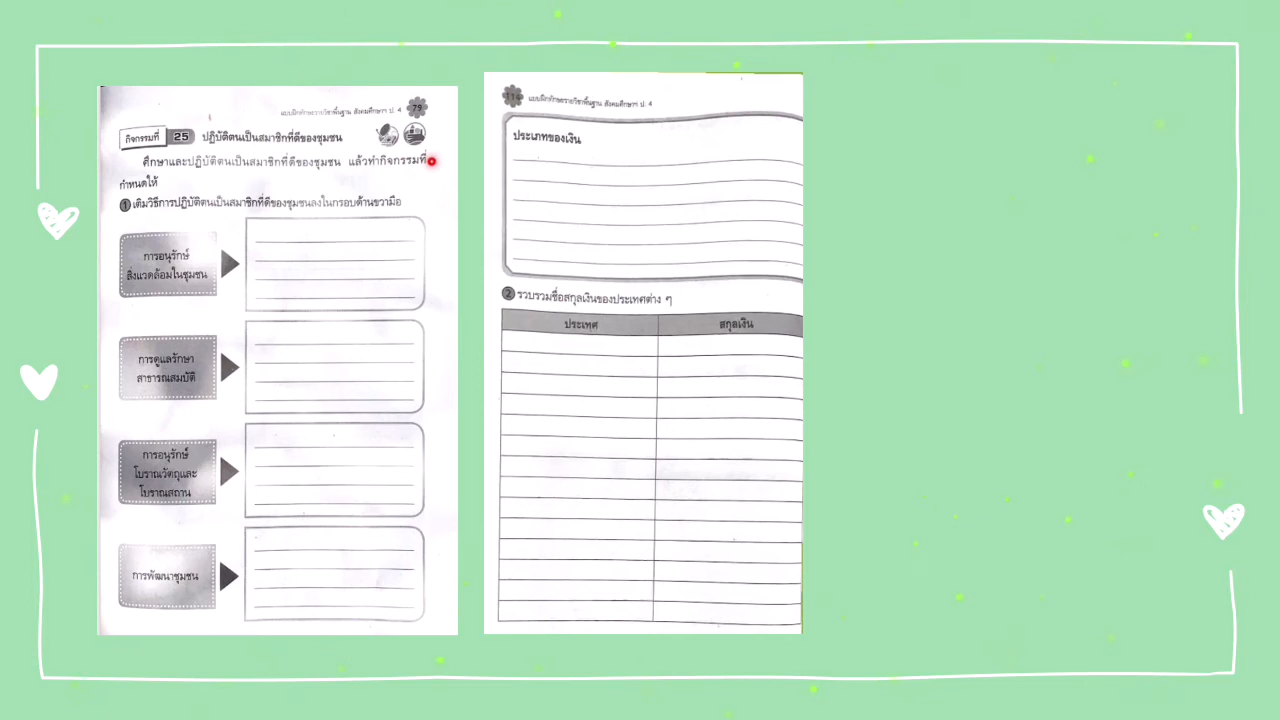 แบบฝึกทักษะรายวิชาพื้นฐาน สังคมศึกษาฯ ป. 4
79
กิจกรรมที่ 25 ปฏิบัติตนเป็นสมาชิกที่ดีของชุมชน
ศึกษาและปฏิบัติตนเป็นสมาชิกที่ดีของชุมชน แล้วทำกิจกรรมที่
กำหนดให้
1 เติมวิธีการปฏิบัติตนเป็นสมาชิกที่ดีของชุมชนลงในกรอบด้านขวามือ
การอนุรักษ์
สิ่งแวดล้อมในชุมชน
การดูแลรักษา
สาธารณสมบัติ
การอนุรักษ์
โบราณวัตถุและ
โบราณสถาน
การพัฒนาชุมชน
114 แบบฝึกทักษะรายวิชาพื้นฐาน สังคมศึกษาฯ ป. 4
ประเภทของเงิน
2 รวบรวมชื่อสกุลเงินของประเทศต่าง ๆ
ประเทศ สกุลเงิน